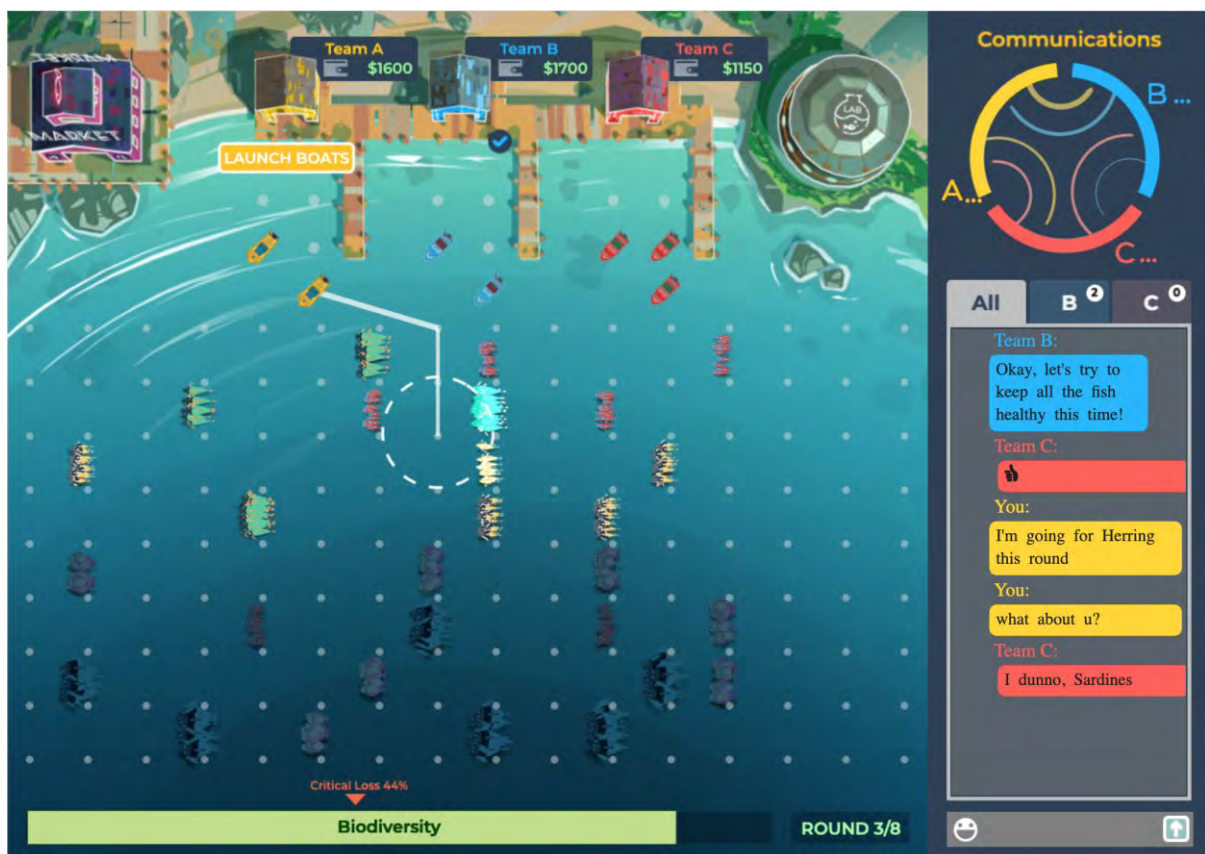 Team A
$1600
Team B
$1700
Team C
$1150
MARKET
MARKET
LAB
LAUNCH BOATS
Communications
B ...
A...
C ...
All
B
2
C
0
Team B:
Okay, let's try to
keep all the fish
healthy this time!
Team C:
You:
I'm going for Herring
this round
You:
what about u?
Team C:
I dunno, Sardines
Critical Loss 44%
Biodiversity
ROUND 3/8